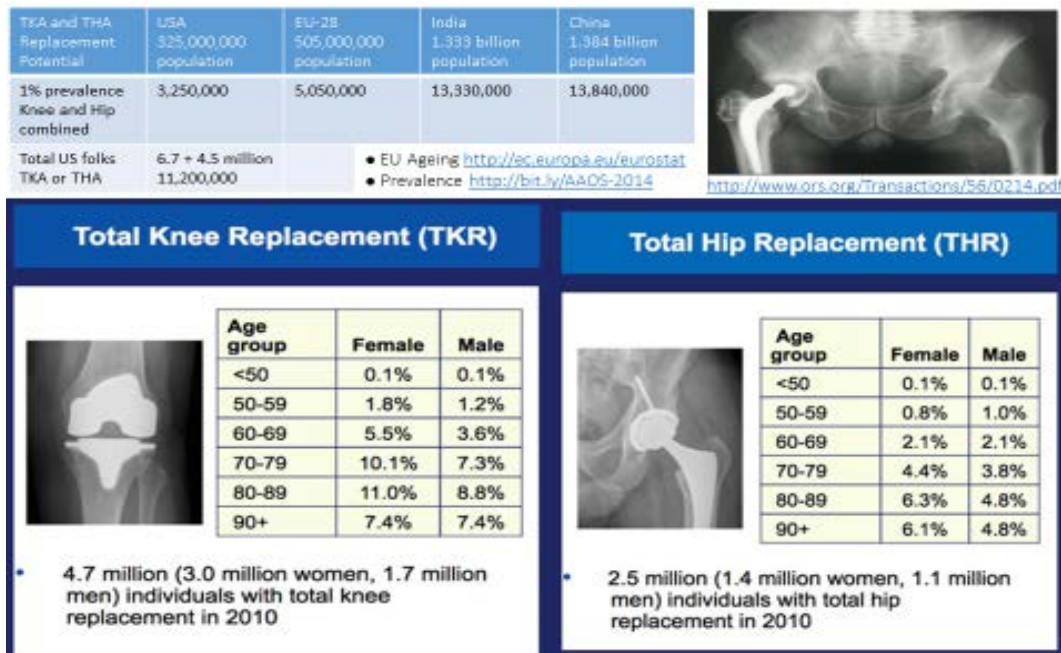 TKA and THA USA EU-28 India China
Replacement 325,000,000 505,000,000 1.333 billion 1.384 billion
Potential population population population population
1% prevalence 3,250,000 5,050,000 13,330,000 13,840,000
Knee and Hip
combined
Total US folks 6.7 + 4.5 million
TKA or THA 11,200,000
● EU Ageing http://ec.europa.eu/eurostat
● Prevalence http://bit.ly/AAOS-2014
http://www.ors.org/Transactions/56/0214.pdf
Total Knee Replacement (TKR)
Age
group Female Male
<50 0.1% 0.1%
50-59 1.8% 1.2%
60-69 5.5% 3.6%
70-79 10.1% 7.3%
80-89 11.0% 8.8%
90+ 7.4% 7.4%
• 4.7 million (3.0 million women, 1.7 million
men) individuals with total knee
replacement in 2010
Total Hip Replacement (THR)
Age
group Female Male
<50 0.1% 0.1%
50-59 0.8% 1.0%
60-69 2.1% 2.1%
70-79 4.4% 3.8%
80-89 6.3% 4.8%
90+ 6.1% 4.8%
• 2.5 million (1.4 million women, 1.1 million
men) individuals with total hip
replacement in 2010